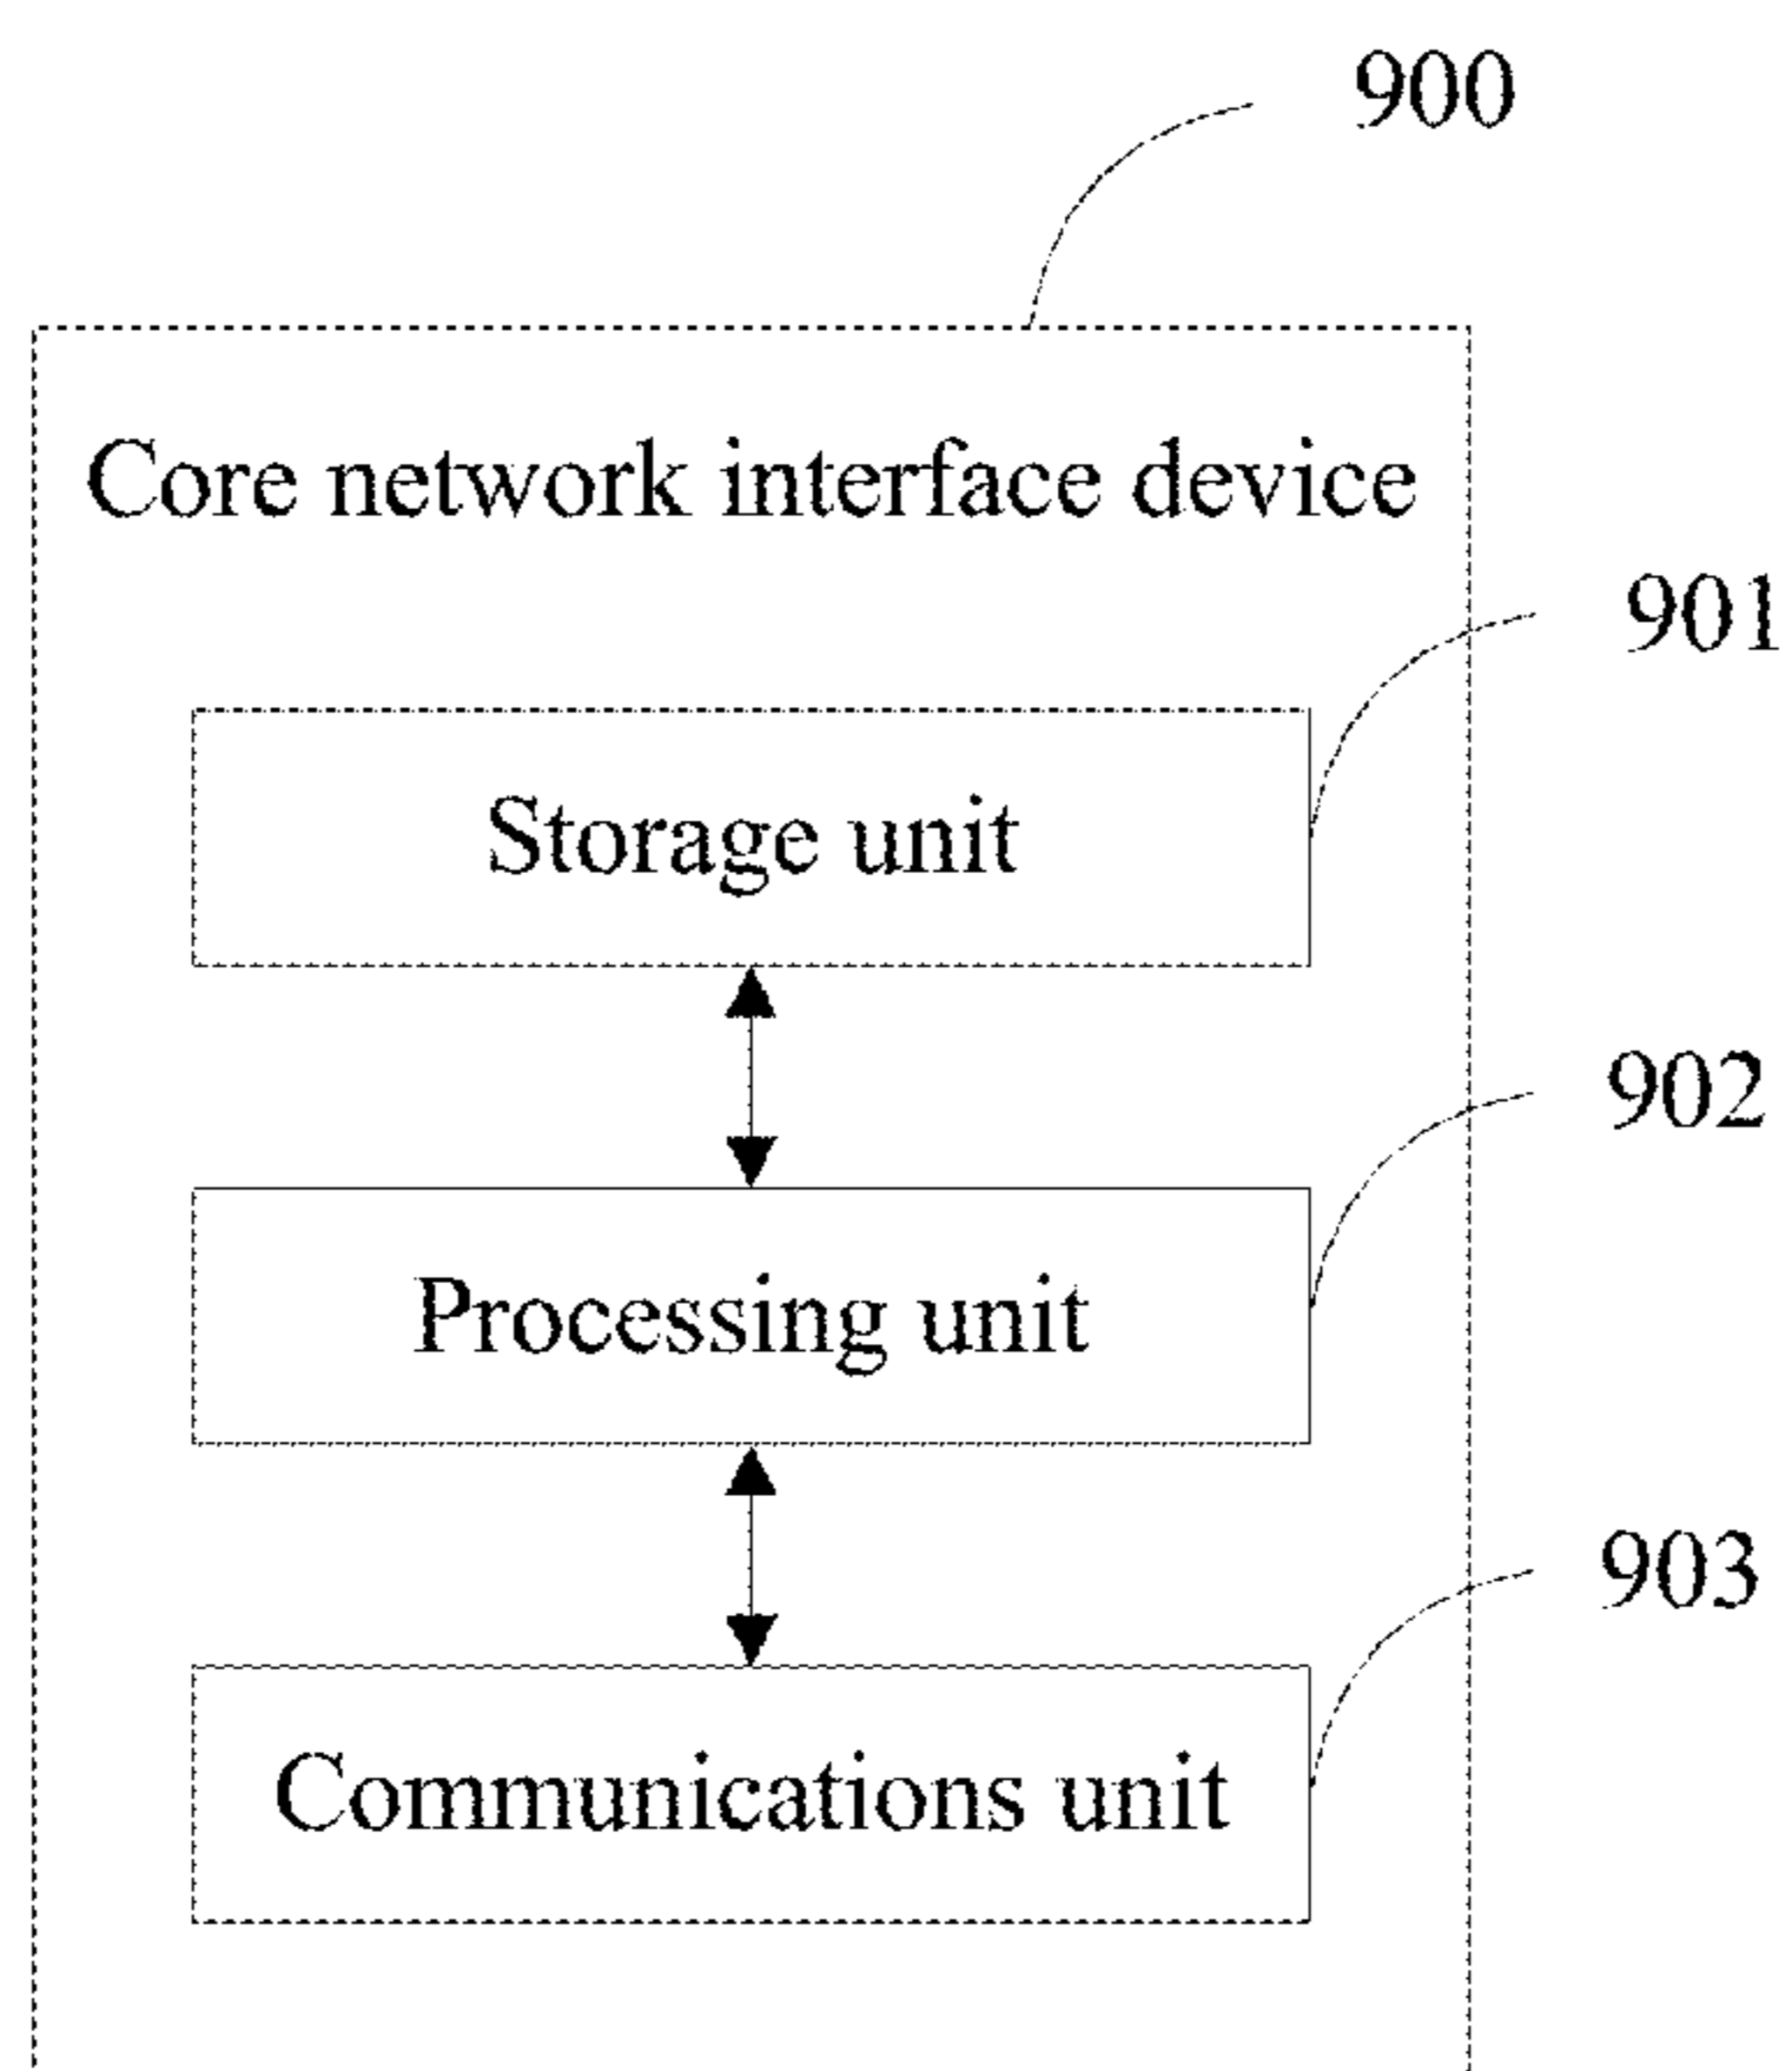 900
Core network interface device
901
Storage unit
902
Processing unit
903
Communications unit